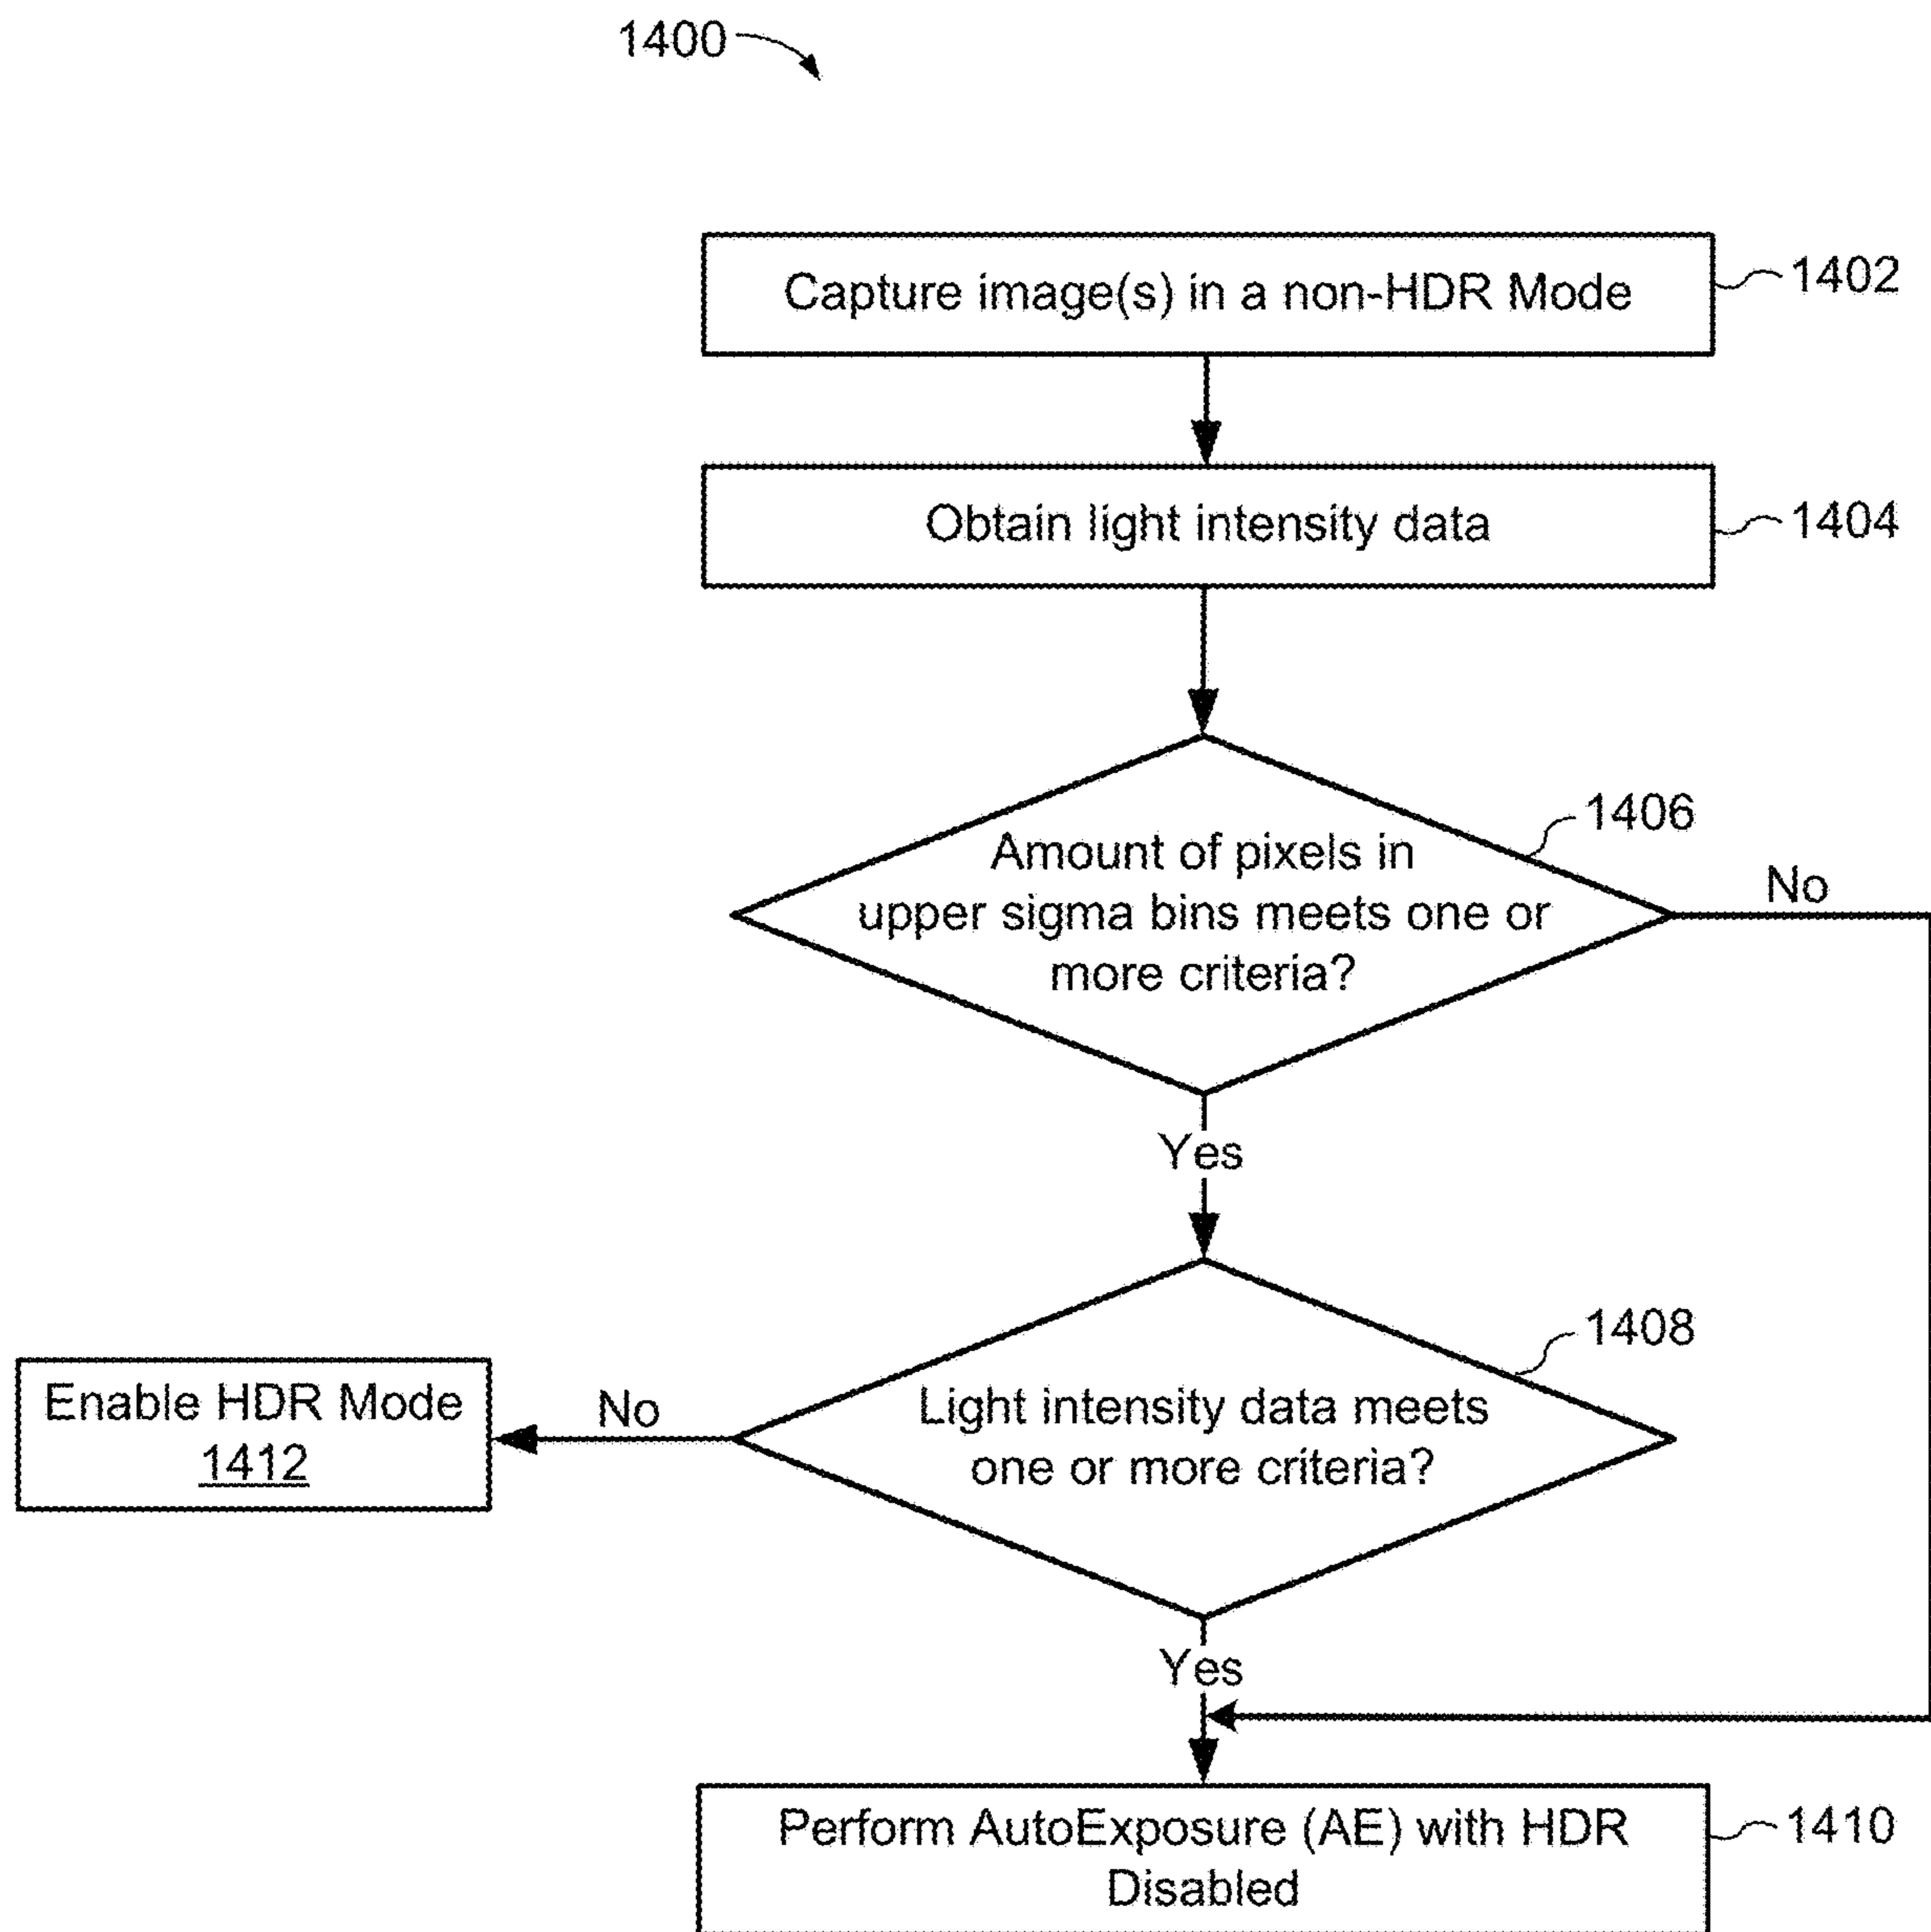 1400
Capture image(s) in a non-HDR Mode
1402
Obtain light intensity data
1404
1406
Amount of pixels in
upper sigma bins meets one or
more criteria?
No
Yes
1408
Light intensity data meets
one or more criteria?
No
Enable HDR Mode
1412
Yes
Perform AutoExposure (AE) with HDR
Disabled
1410